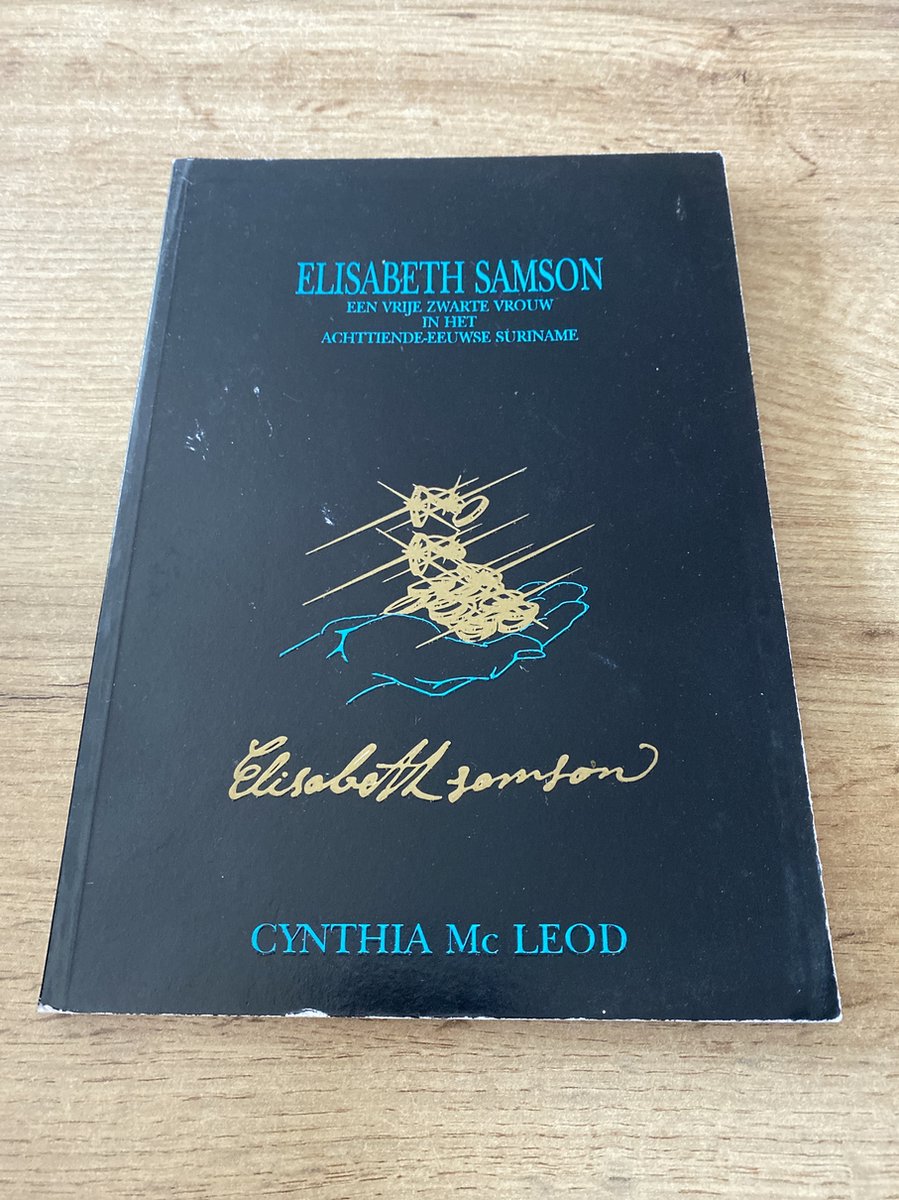 ELISABETH SAMSON
EEN VRIJE ZWARTE VROUW
IN HET
ACHTTIENDE-EEUWSE SURINAME
Elisabeth Samson
CYNTHIA Mc LEOD